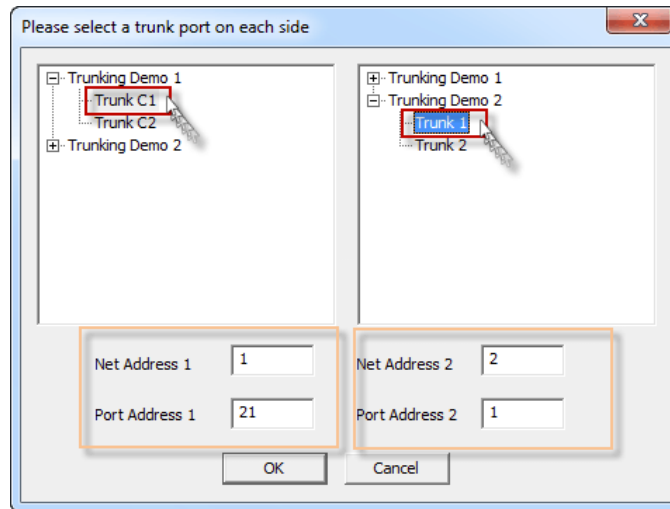 Please select a trunk port on each side
Trunking Demo 1
Trunk C1
Trunk C2
Trunking Demo 2
Trunking Demo 1
Trunking Demo 2
Trunk 1
Trunk 2
Net Address 1 1
Port Address 1 21
Net Address 2 2
Port Address 2 1
OK Cancel